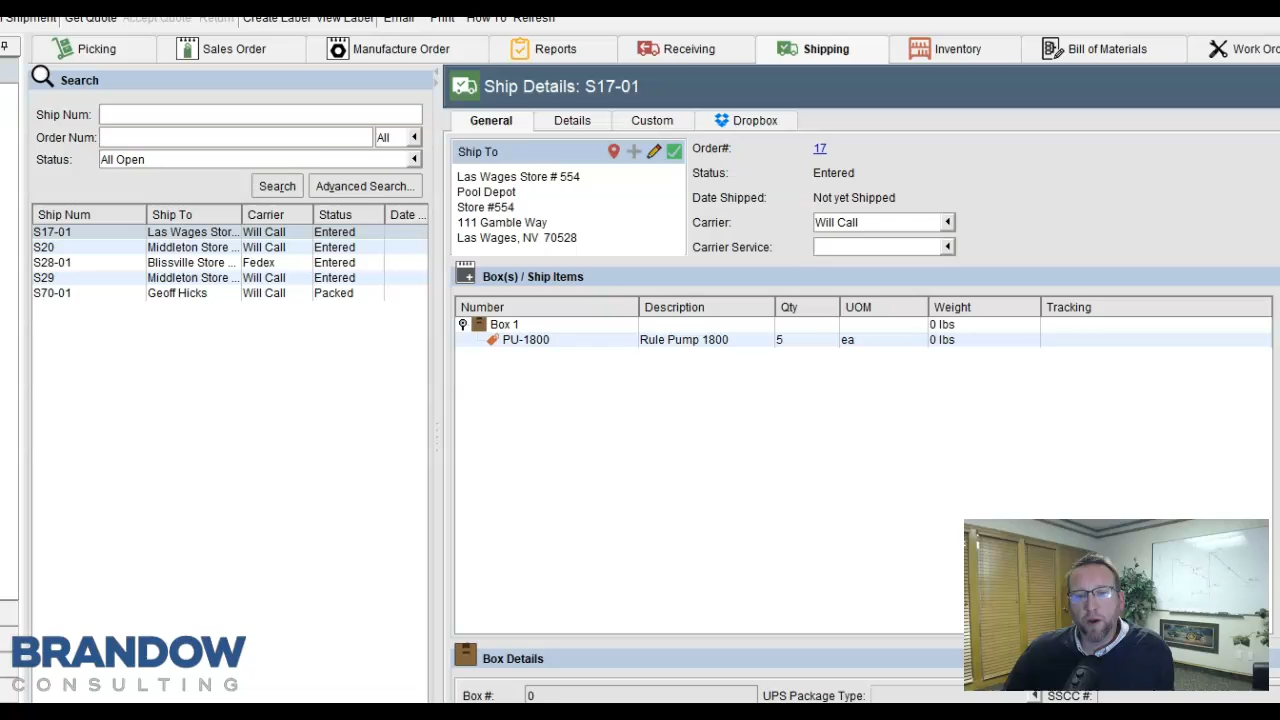 Shipment Get Quote Accept Quote Return Create Label View Label Email Print How To Refresh
Picking Sales Order Manufacture Order Reports Receiving Shipping Inventory Bill of Materials Work Or
Search
Ship Num:
Order Num: All
Status: All Open
Search Advanced Search...
Ship Num Ship To Carrier Status Date ...
S17-01 Las Wages Stor... Will Call Entered
S20 Middleton Store ... Will Call Entered
S28-01 Blissville Store ... Fedex Entered
S29 Middleton Store ... Will Call Entered
S70-01 Geoff Hicks Will Call Packed
Ship Details: S17-01
General Details Custom Dropbox
Ship To
Las Wages Store # 554
Pool Depot
Store #554
111 Gamble Way
Las Wages, NV 70528
Order#: 17
Status: Entered
Date Shipped: Not yet Shipped
Carrier: Will Call
Carrier Service:
Box(s) / Ship Items
Number Description Qty UOM Weight Tracking
Box 1 0 lbs
PU-1800 Rule Pump 1800 5 ea 0 lbs
Box Details
Box #: 0 UPS Package Type: SSCC #:
BRANDOW
CONSULTING